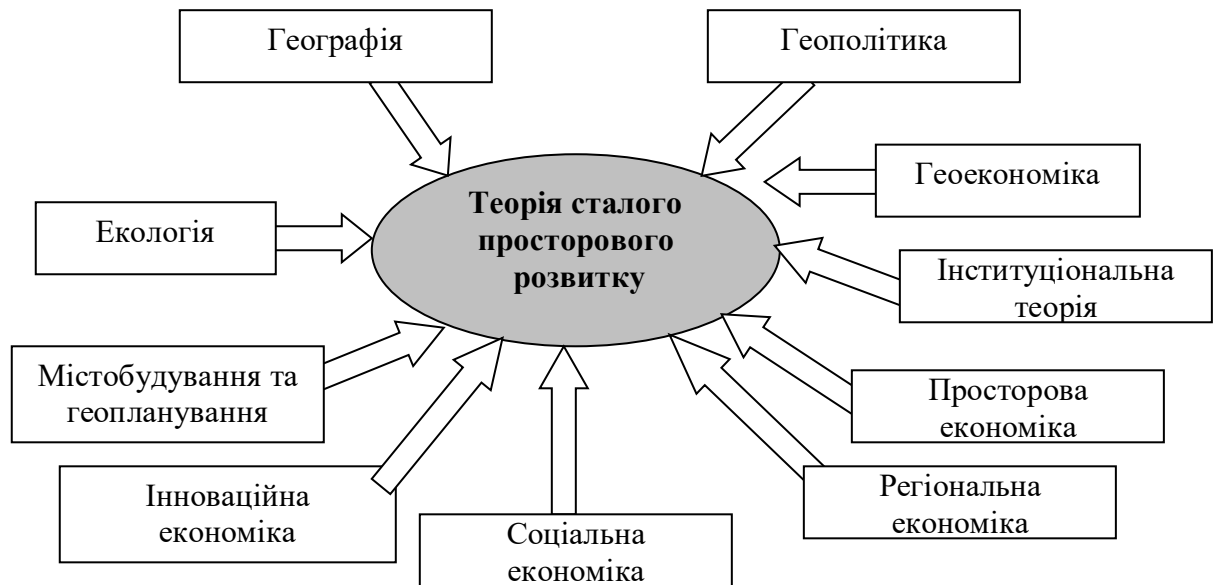 Географія
Геополітика
Геоекономіка
Теорія сталого
просторового
розвитку
Екологія
Інституціональна
теорія
Містобудування та
геопланування
Просторова
економіка
Інноваційна
економіка
Регіональна
економіка
Соціальна
економіка